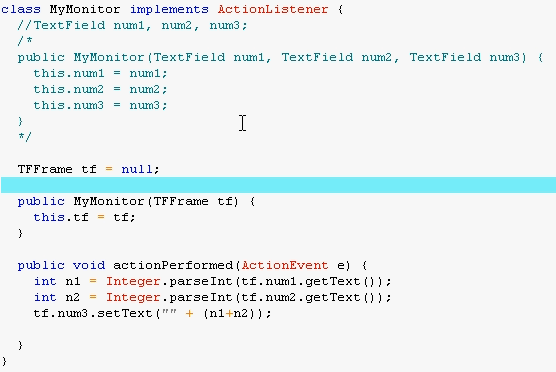 class MyMonitor implements ActionListener {
  //TextField num1, num2, num3;
  /*
  public MyMonitor(TextField num1, TextField num2, TextField num3) {
    this.num1 = num1;
    this.num2 = num2;
    this.num3 = num3;
  }
  */

  TFFrame tf = null;

  public MyMonitor(TFFrame tf) {
    this.tf = tf;
  }

  public void actionPerformed(ActionEvent e) {
    int n1 = Integer.parseInt(tf.num1.getText());
    int n2 = Integer.parseInt(tf.num2.getText());
    tf.num3.setText("" + (n1+n2));

  }
}